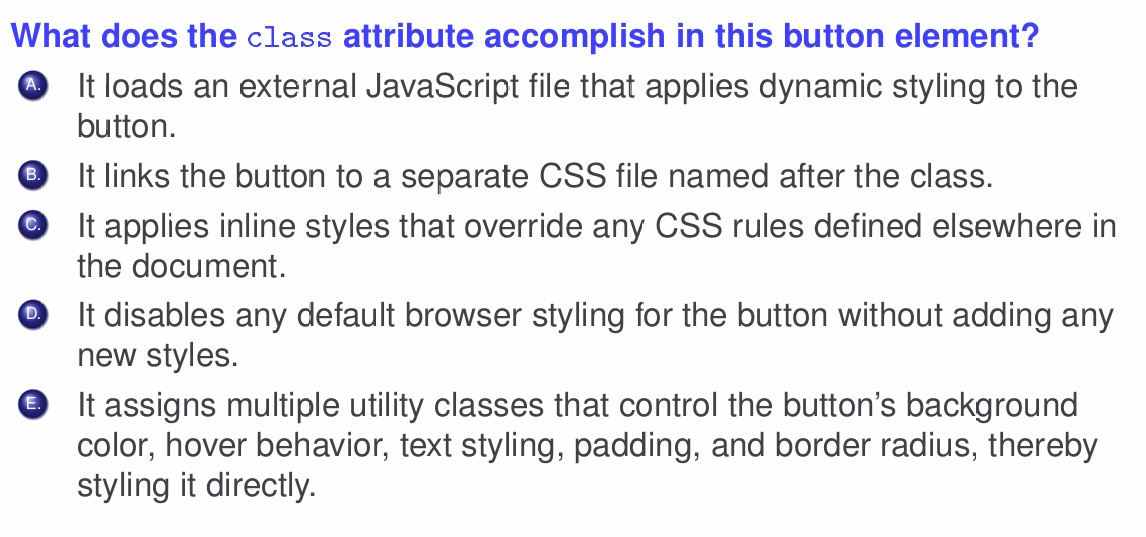 What does the class attribute accomplish in this button element?
A. It loads an external JavaScript file that applies dynamic styling to the
button.
B. It links the button to a separate CSS file named after the class.
C. It applies inline styles that override any CSS rules defined elsewhere in
the document.
D. It disables any default browser styling for the button without adding any
new styles.
E. It assigns multiple utility classes that control the button's background
color, hover behavior, text styling, padding, and border radius, thereby
styling it directly.